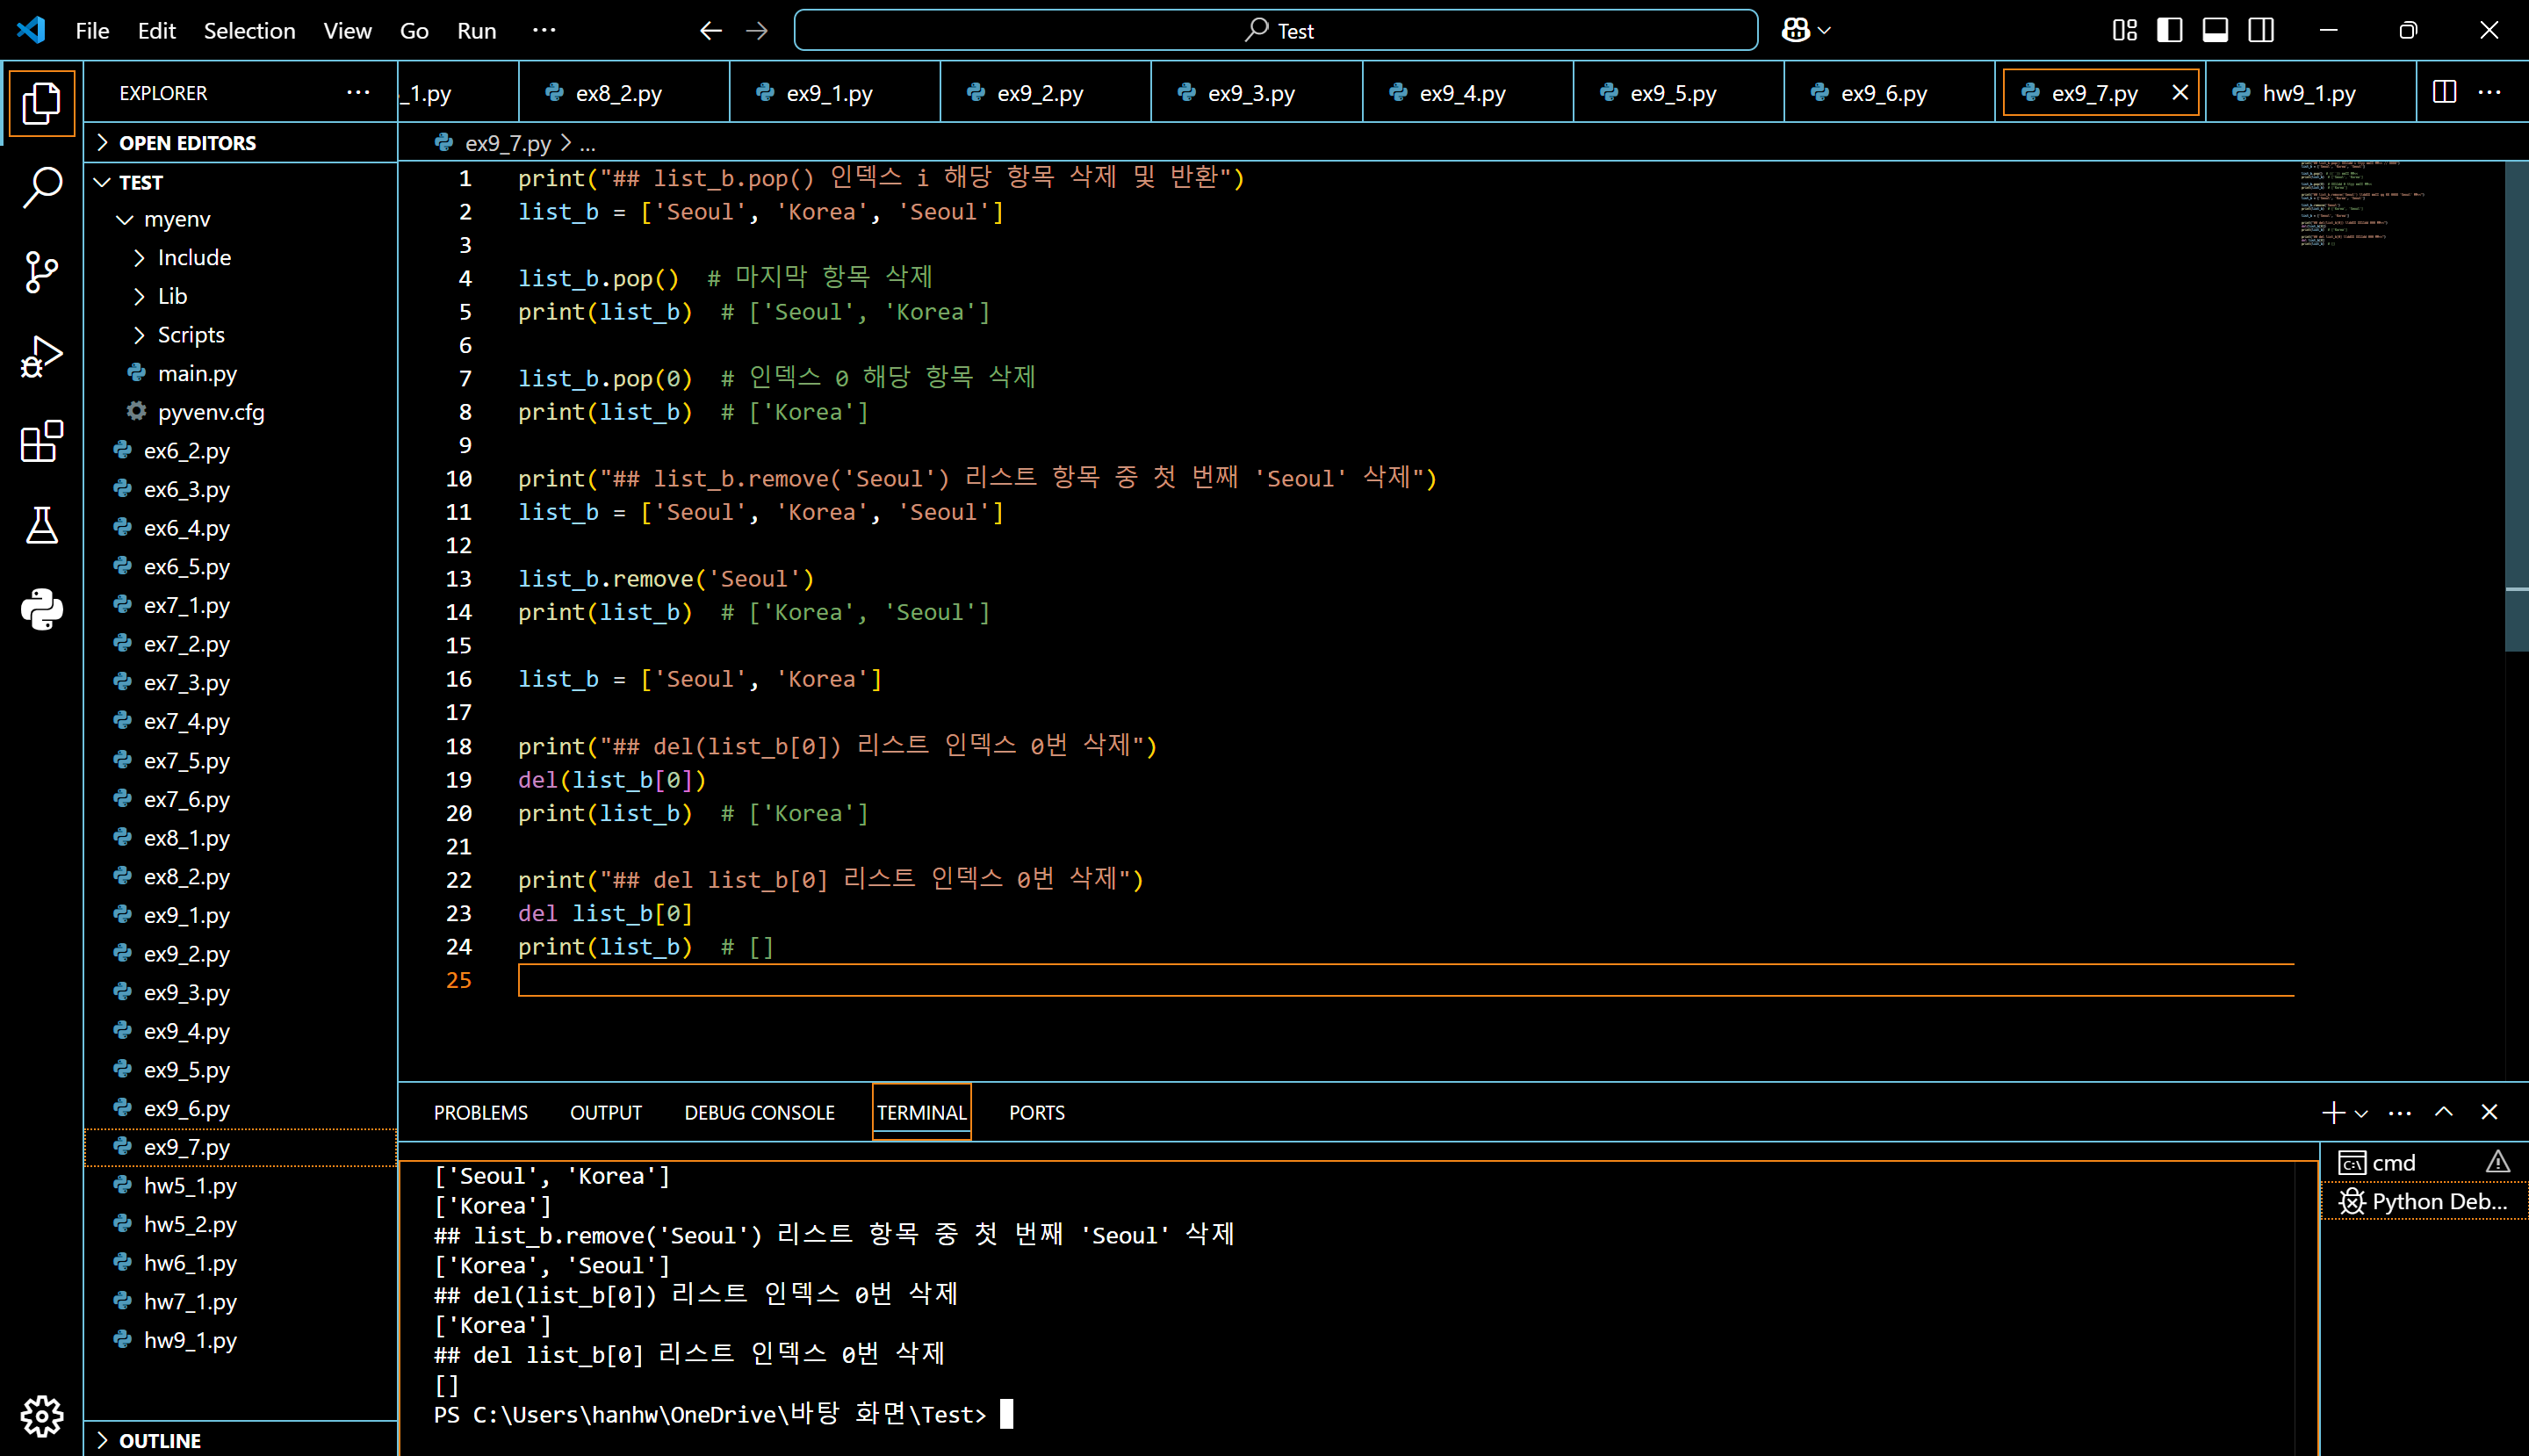 File Edit Selection View Go Run ...
Test
EXPLORER ...
OPEN EDITORS
TEST
myenv
Include
Lib
Scripts
main.py
pyvenv.cfg
ex6_2.py
ex6_3.py
ex6_4.py
ex6_5.py
ex7_1.py
ex7_2.py
ex7_3.py
ex7_4.py
ex7_5.py
ex7_6.py
ex8_1.py
ex8_2.py
ex9_1.py
ex9_2.py
ex9_3.py
ex9_4.py
ex9_5.py
ex9_6.py
ex9_7.py
hw5_1.py
hw5_2.py
hw6_1.py
hw7_1.py
hw9_1.py
OUTLINE
_1.py ex8_2.py ex9_1.py ex9_2.py ex9_3.py ex9_4.py ex9_5.py ex9_6.py ex9_7.py hw9_1.py ...
ex9_7.py > ...
1 print("## list_b.pop() 인덱스 i 해당 항목 삭제 및 반환")
2 list_b = ['Seoul', 'Korea', 'Seoul']
3
4 list_b.pop()  # 마지막 항목 삭제
5 print(list_b)  # ['Seoul', 'Korea']
6
7 list_b.pop(0)  # 인덱스 0 해당 항목 삭제
8 print(list_b)  # ['Korea']
9
10 print("## list_b.remove('Seoul') 리스트 항목 중 첫 번째 'Seoul' 삭제")
11 list_b = ['Seoul', 'Korea', 'Seoul']
12
13 list_b.remove('Seoul')
14 print(list_b)  # ['Korea', 'Seoul']
15
16 list_b = ['Seoul', 'Korea']
17
18 print("## del(list_b[0]) 리스트 인덱스 0번 삭제")
19 del(list_b[0])
20 print(list_b)  # ['Korea']
21
22 print("## del list_b[0] 리스트 인덱스 0번 삭제")
23 del list_b[0]
24 print(list_b)  # []
25
PROBLEMS OUTPUT DEBUG CONSOLE TERMINAL PORTS
['Seoul', 'Korea']
['Korea']
## list_b.remove('Seoul') 리스트 항목 중 첫 번째 'Seoul' 삭제
['Korea', 'Seoul']
## del(list_b[0]) 리스트 인덱스 0번 삭제
['Korea']
## del list_b[0] 리스트 인덱스 0번 삭제
[]
PS C:\Users\hanhw\OneDrive\바탕 화면\Test>
cmd
Python Deb...